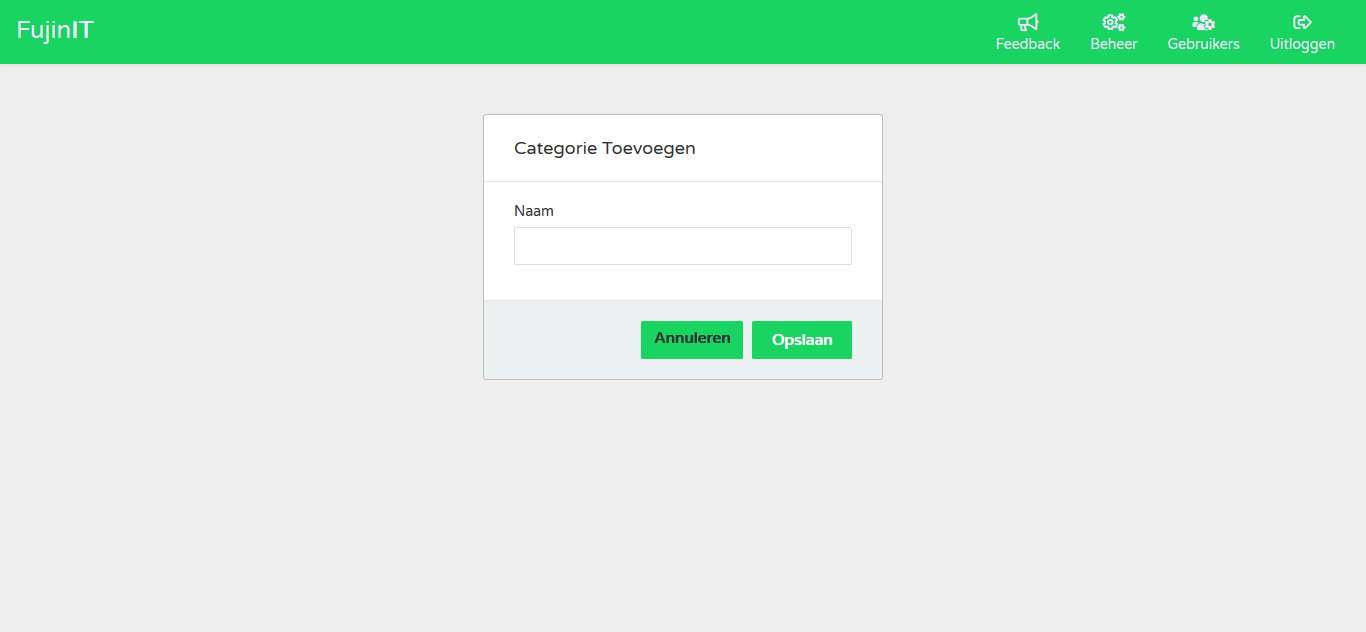 FujinIT
Feedback
Beheer
Gebruikers
Uitloggen
Categorie Toevoegen
Naam
Annuleren
Opslaan